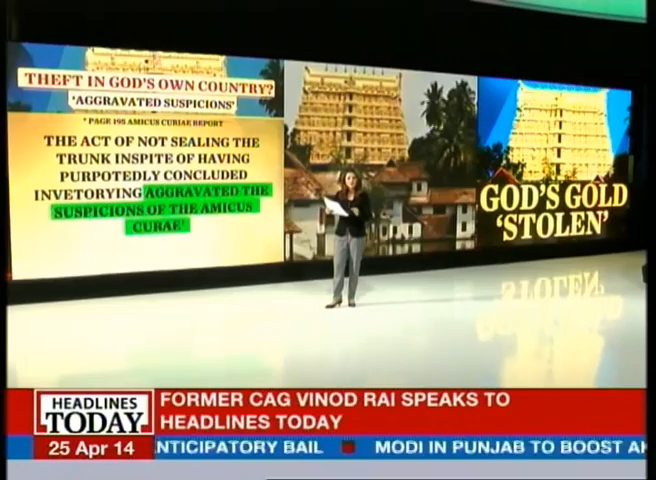 THEFT IN GOD'S OWN COUNTRY?
'AGGRAVATED SUSPICIONS'
* PAGE 195 AMICUS CURIAE REPORT
THE ACT OF NOT SEALING THE
TRUNK INSPITE OF HAVING
PURPOTEDLY CONCLUDED
INVETORYING AGGRAVATED THE
SUSPICIONS OF THE AMICUS
CURAE'
GOD'S GOLD
'STOLEN'
HEADLINES
TODAY
25 Apr 14
FORMER CAG VINOD RAI SPEAKS TO
HEADLINES TODAY
NTICIPATORY BAIL
MODI IN PUNJAB TO BOOST